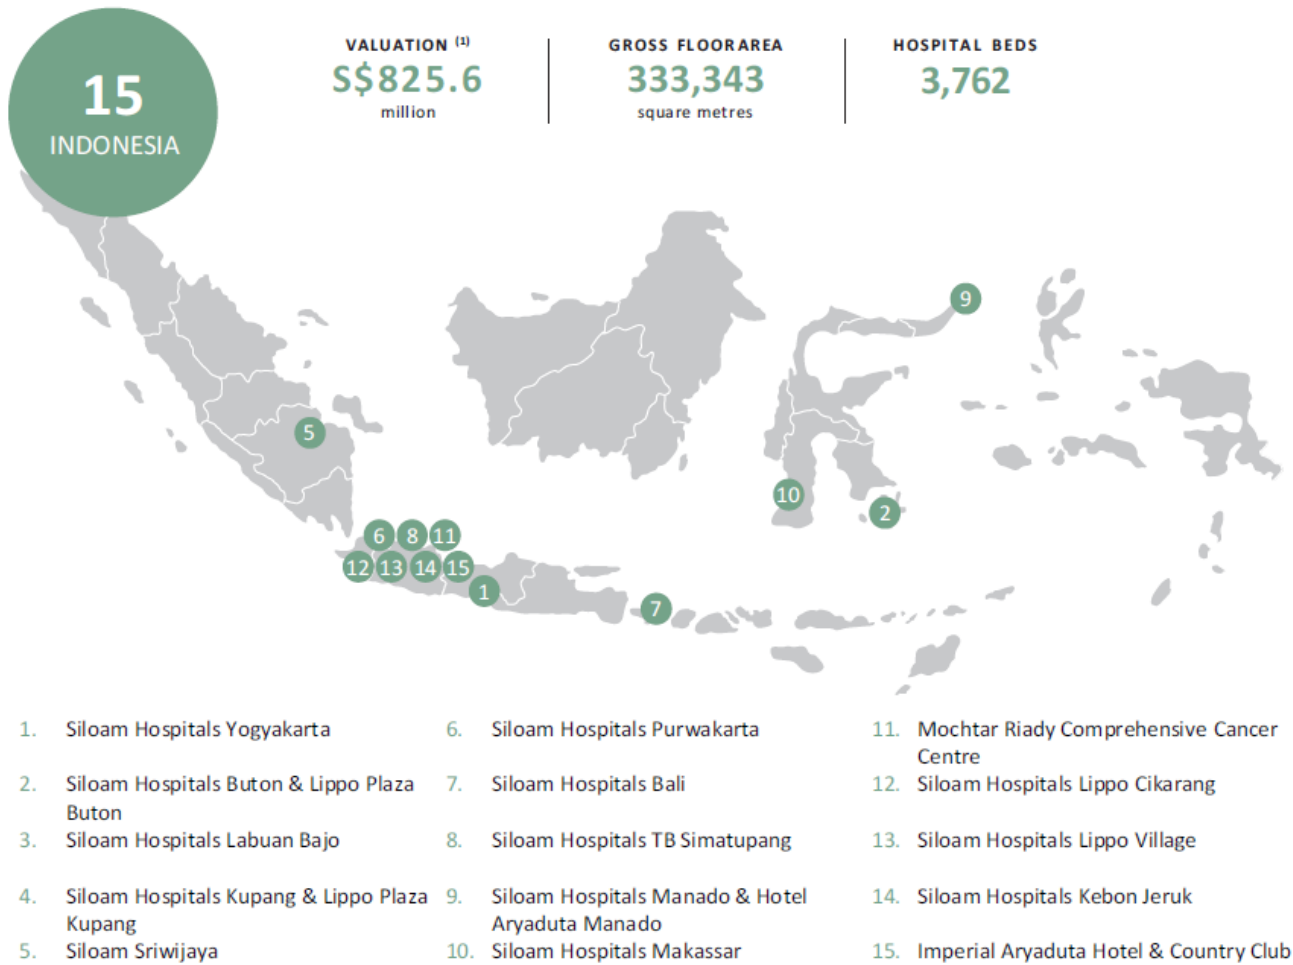 15
INDONESIA
VALUATION (1)
S$825.6
million
GROSS FLOORAREA
333,343
square metres
HOSPITAL BEDS
3,762
9
5
10
2
6 8 11
12 13 14 15
1
7
1. Siloam Hospitals Yogyakarta
2. Siloam Hospitals Buton & Lippo Plaza
Buton
3. Siloam Hospitals Labuan Bajo
4. Siloam Hospitals Kupang & Lippo Plaza
Kupang
5. Siloam Sriwijaya
6. Siloam Hospitals Purwakarta
7. Siloam Hospitals Bali
8. Siloam Hospitals TB Simatupang
9. Siloam Hospitals Manado & Hotel
Aryaduta Manado
10. Siloam Hospitals Makassar
11. Mochtar Riady Comprehensive Cancer
Centre
12. Siloam Hospitals Lippo Cikarang
13. Siloam Hospitals Lippo Village
14. Siloam Hospitals Kebon Jeruk
15. Imperial Aryaduta Hotel & Country Club